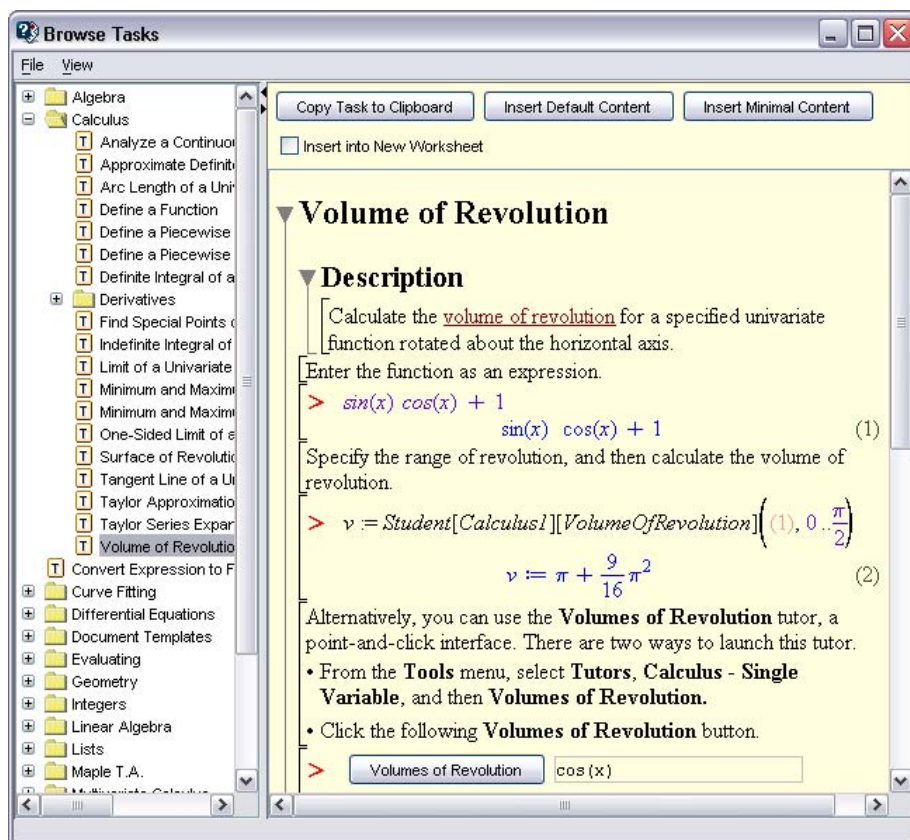 Browse Tasks
File View
Algebra
Calculus
Analyze a Continuo
Approximate Definit
Arc Length of a Uni
Define a Function
Define a Piecewise
Define a Piecewise
Definite Integral of a
Derivatives
Find Special Points
Indefinite Integral of
Limit of a Univariate
Minimum and Maxim
Minimum and Maxim
One-Sided Limit of a
Surface of Revoluti
Tangent Line of a U
Taylor Approximatio
Taylor Series Expan
Volume of Revolutio
Convert Expression to F
Curve Fitting
Differential Equations
Document Templates
Evaluating
Geometry
Integers
Linear Algebra
Lists
Maple T.A.
Copy Task to Clipboard Insert Default Content Insert Minimal Content
Insert into New Worksheet
Volume of Revolution
Description
Calculate the volume of revolution for a specified univariate
function rotated about the horizontal axis.
Enter the function as an expression.
> sin(x) cos(x) + 1
sin(x) cos(x) + 1 (1)
Specify the range of revolution, and then calculate the volume of
revolution.
> v := Student[Calculus1][VolumeOfRevolution]((1), 0..π/2)
v := π + 9/16 π² (2)
Alternatively, you can use the Volumes of Revolution tutor, a
point-and-click interface. There are two ways to launch this tutor.
• From the Tools menu, select Tutors, Calculus - Single
Variable, and then Volumes of Revolution.
• Click the following Volumes of Revolution button.
> Volumes of Revolution cos(x)